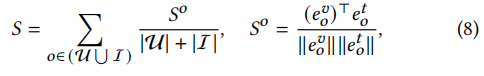 S = \sum_{o \in (\mathcal{U} \bigcup \mathcal{I})} \frac{S^o}{|\mathcal{U}| + |\mathcal{I}|}, \quad S^o = \frac{(e_o^v)^\top e_o^t}{\|e_o^v\| \|e_o^t\|}, \quad (8)